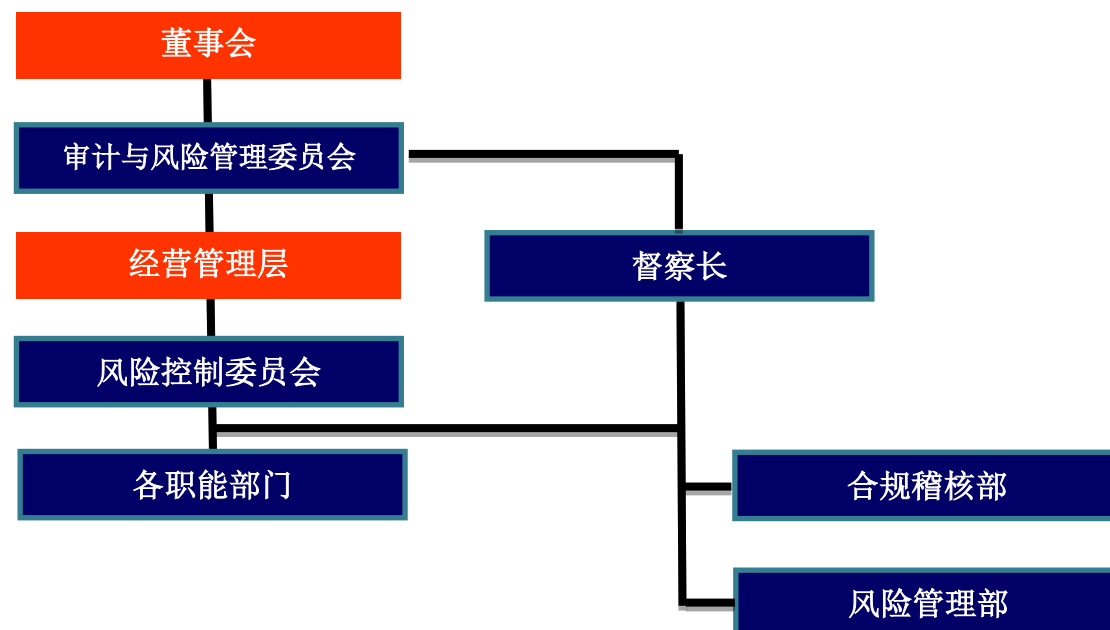 董事会
审计与风险管理委员会
经营管理层
督察长
风险控制委员会
各职能部门
合规稽核部
风险管理部